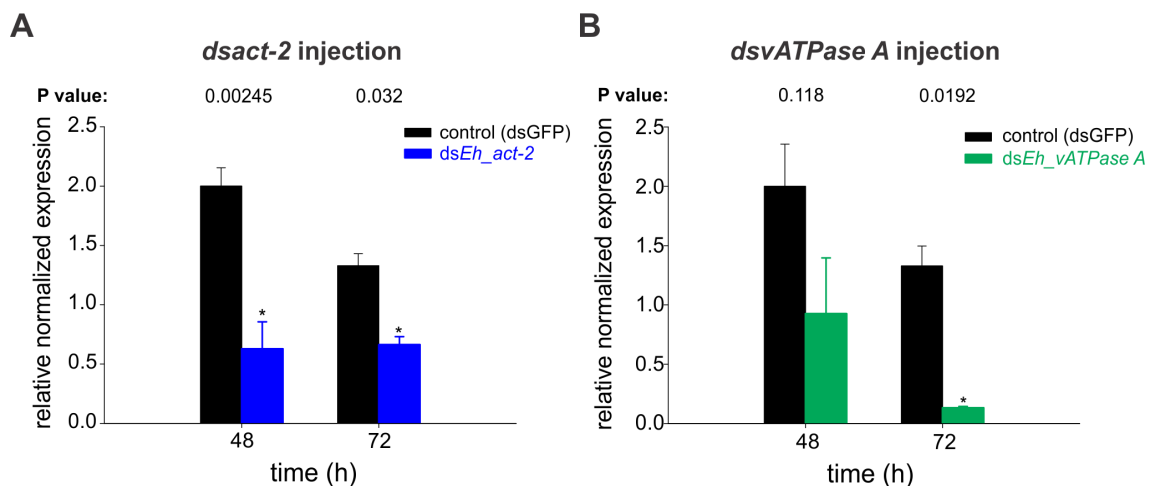 A
dsact-2 injection
P value: 0.00245 0.032
control (dsGFP)
dsEh_act-2
relative normalized expression
2.5
2.0
1.5
1.0
0.5
0.0
*
*
48 72
time (h)
B
dsvATPase A injection
P value: 0.118 0.0192
control (dsGFP)
dsEh_vATPase A
relative normalized expression
2.5
2.0
1.5
1.0
0.5
0.0
*
48 72
time (h)